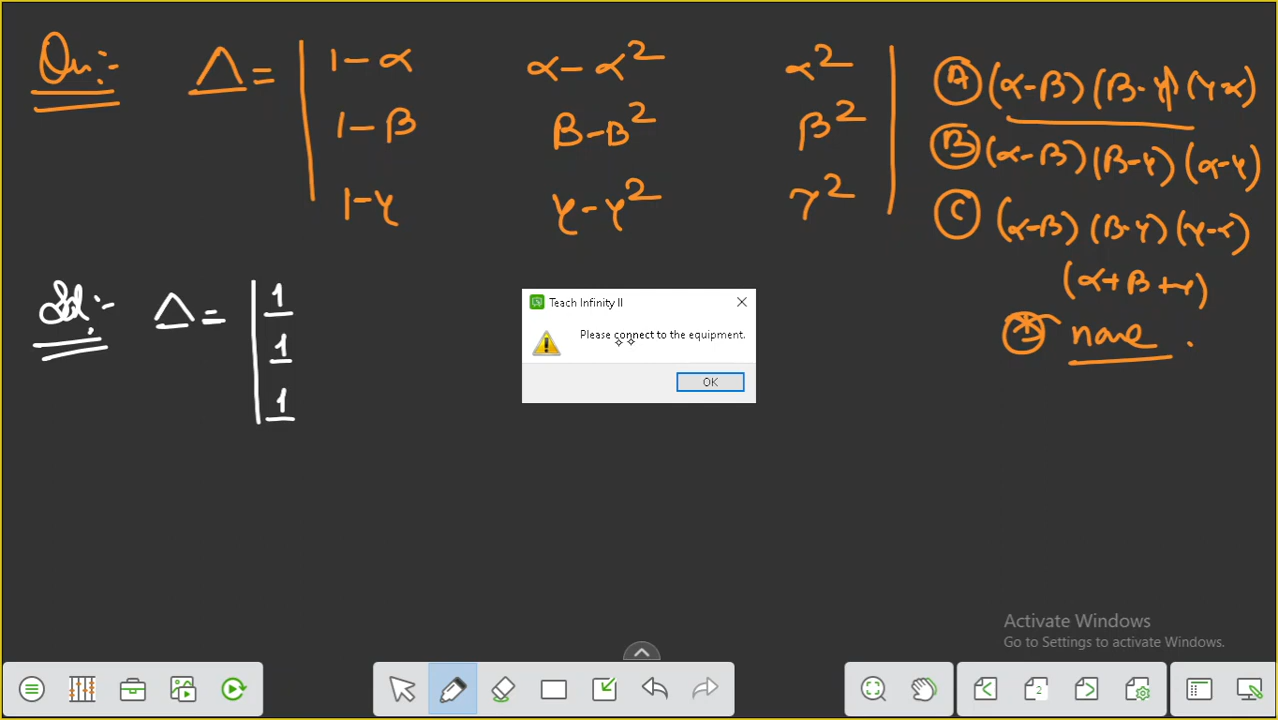 Qn:- Δ = | 1-α α-α² α² |
| 1-β β-β² β² |
| 1-γ γ-γ² γ² |
(A) (α-β)(β-γ)(γ-α)
(B) (α-β)(β-γ)(α-γ)
(C) (α-β)(β-γ)(γ-α)
(α+β+γ)
none.
Sol:- Δ = | 1
1
1
Teach Infinity II
Please connect to the equipment.
OK
Activate Windows
Go to Settings to activate Windows.
2